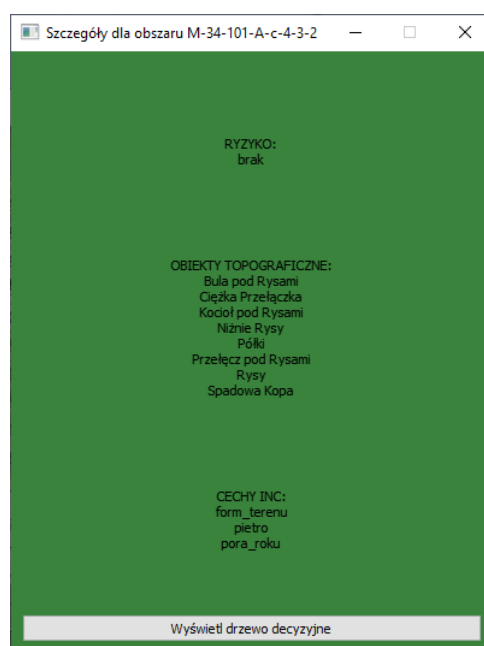 Szczegóły dla obszaru M-34-101-A-c-4-3-2
RYZYKO:
brak
OBIEKTY TOPOGRAFICZNE:
Bula pod Rysami
Ciężka Przełączka
Kocioł pod Rysami
Niżnie Rysy
Półki
Przełęcz pod Rysami
Rysy
Spadowa Kopa
CECHY INC:
form_terenu
pietro
pora_roku
Wyświetl drzewo decyzyjne